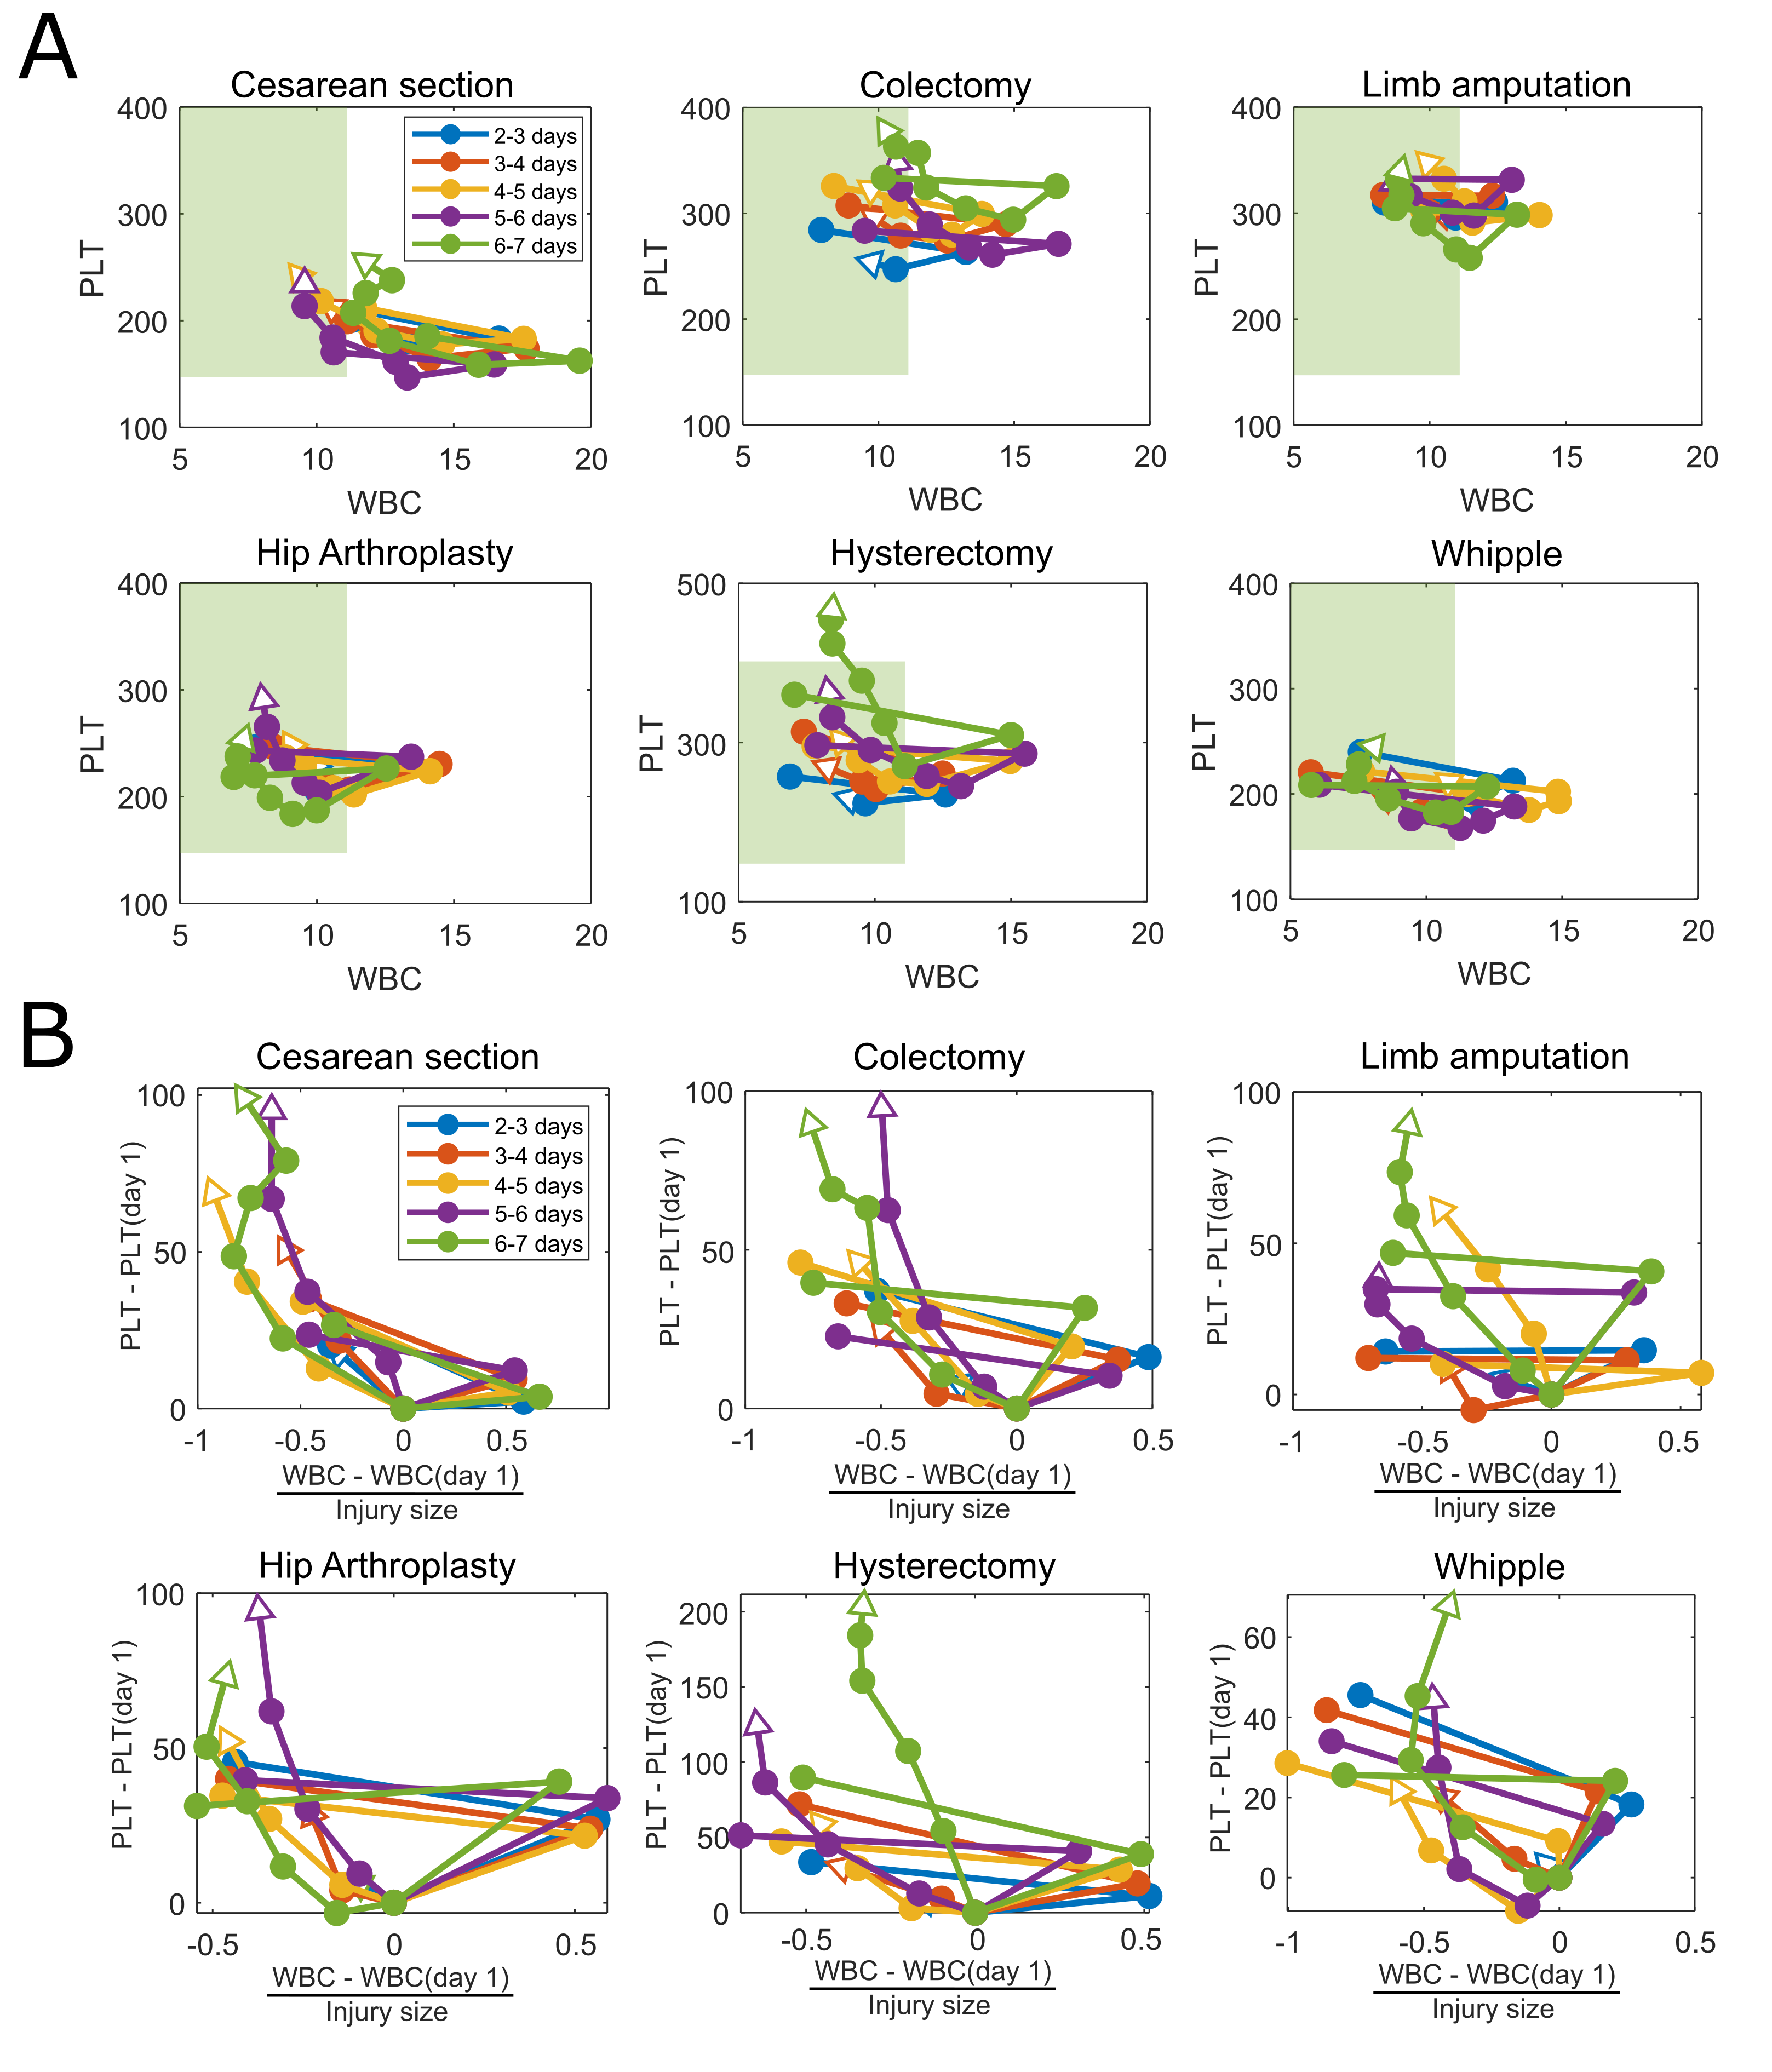 A
Cesarean section
Colectomy
Limb amputation
400
300
200
100
PLT
5
10
15
20
WBC
2-3 days
3-4 days
4-5 days
5-6 days
6-7 days
400
300
200
100
PLT
5
10
15
20
WBC
400
300
200
100
PLT
5
10
15
20
WBC
Hip Arthroplasty
Hysterectomy
Whipple
400
300
200
100
PLT
5
10
15
20
WBC
500
300
100
PLT
5
10
15
20
WBC
400
300
200
100
PLT
5
10
15
20
WBC
B
Cesarean section
Colectomy
Limb amputation
100
50
0
PLT - PLT(day 1)
-1
-0.5
0
0.5
WBC - WBC(day 1)
Injury size
2-3 days
3-4 days
4-5 days
5-6 days
6-7 days
100
50
0
PLT - PLT(day 1)
-1
-0.5
0
0.5
WBC - WBC(day 1)
Injury size
100
50
0
PLT - PLT(day 1)
-1
-0.5
0
0.5
WBC - WBC(day 1)
Injury size
Hip Arthroplasty
Hysterectomy
Whipple
100
50
0
PLT - PLT(day 1)
-0.5
0
0.5
WBC - WBC(day 1)
Injury size
200
150
100
50
0
PLT - PLT(day 1)
-0.5
0
0.5
WBC - WBC(day 1)
Injury size
60
40
20
0
PLT - PLT(day 1)
-1
-0.5
0
0.5
WBC - WBC(day 1)
Injury size